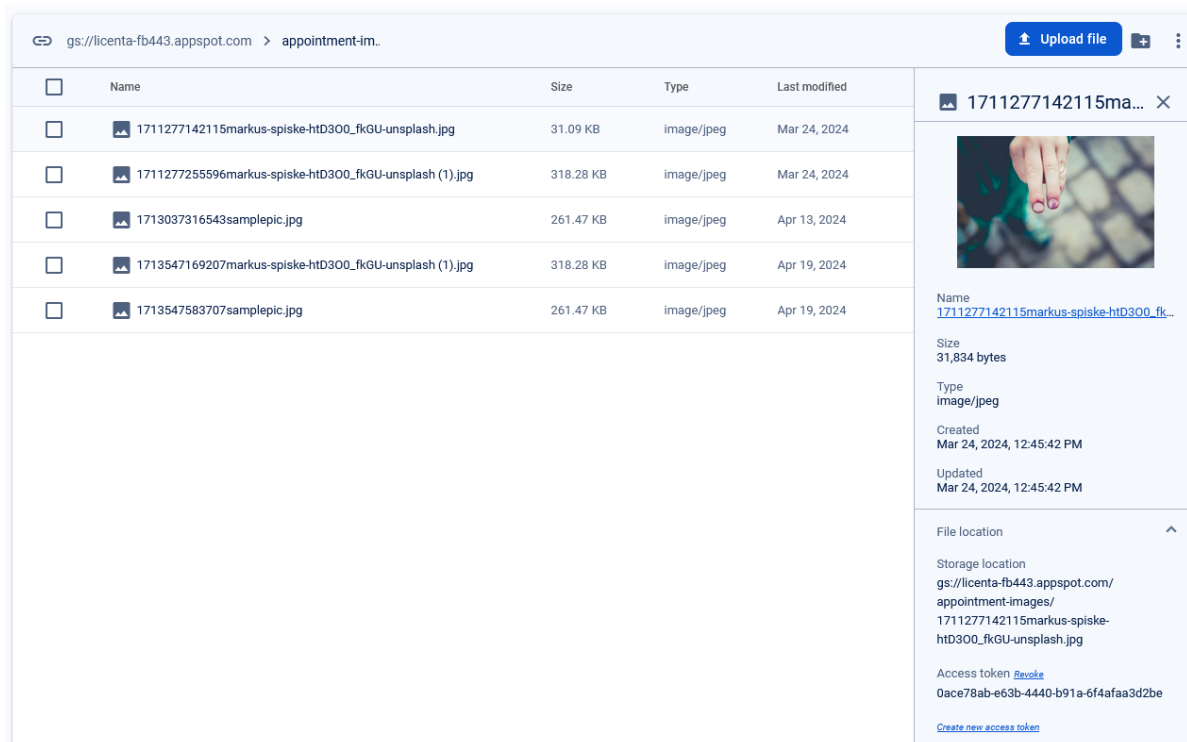 gs://licenta-fb443.appspot.com > appointment-im..
Upload file
Name Size Type Last modified
1711277142115markus-spiske-htD3O0_fkGU-unsplash.jpg 31.09 KB image/jpeg Mar 24, 2024
1711277255596markus-spiske-htD3O0_fkGU-unsplash (1).jpg 318.28 KB image/jpeg Mar 24, 2024
1713037316543samplepic.jpg 261.47 KB image/jpeg Apr 13, 2024
1713547169207markus-spiske-htD3O0_fkGU-unsplash (1).jpg 318.28 KB image/jpeg Apr 19, 2024
1713547583707samplepic.jpg 261.47 KB image/jpeg Apr 19, 2024
1711277142115ma...
Name
1711277142115markus-spiske-htD3O0_fk...
Size
31,834 bytes
Type
image/jpeg
Created
Mar 24, 2024, 12:45:42 PM
Updated
Mar 24, 2024, 12:45:42 PM
File location
Storage location
gs://licenta-fb443.appspot.com/
appointment-images/
1711277142115markus-spiske-
htD3O0_fkGU-unsplash.jpg
Access token Revoke
0ace78ab-e63b-4440-b91a-6f4afaa3d2be
Create new access token